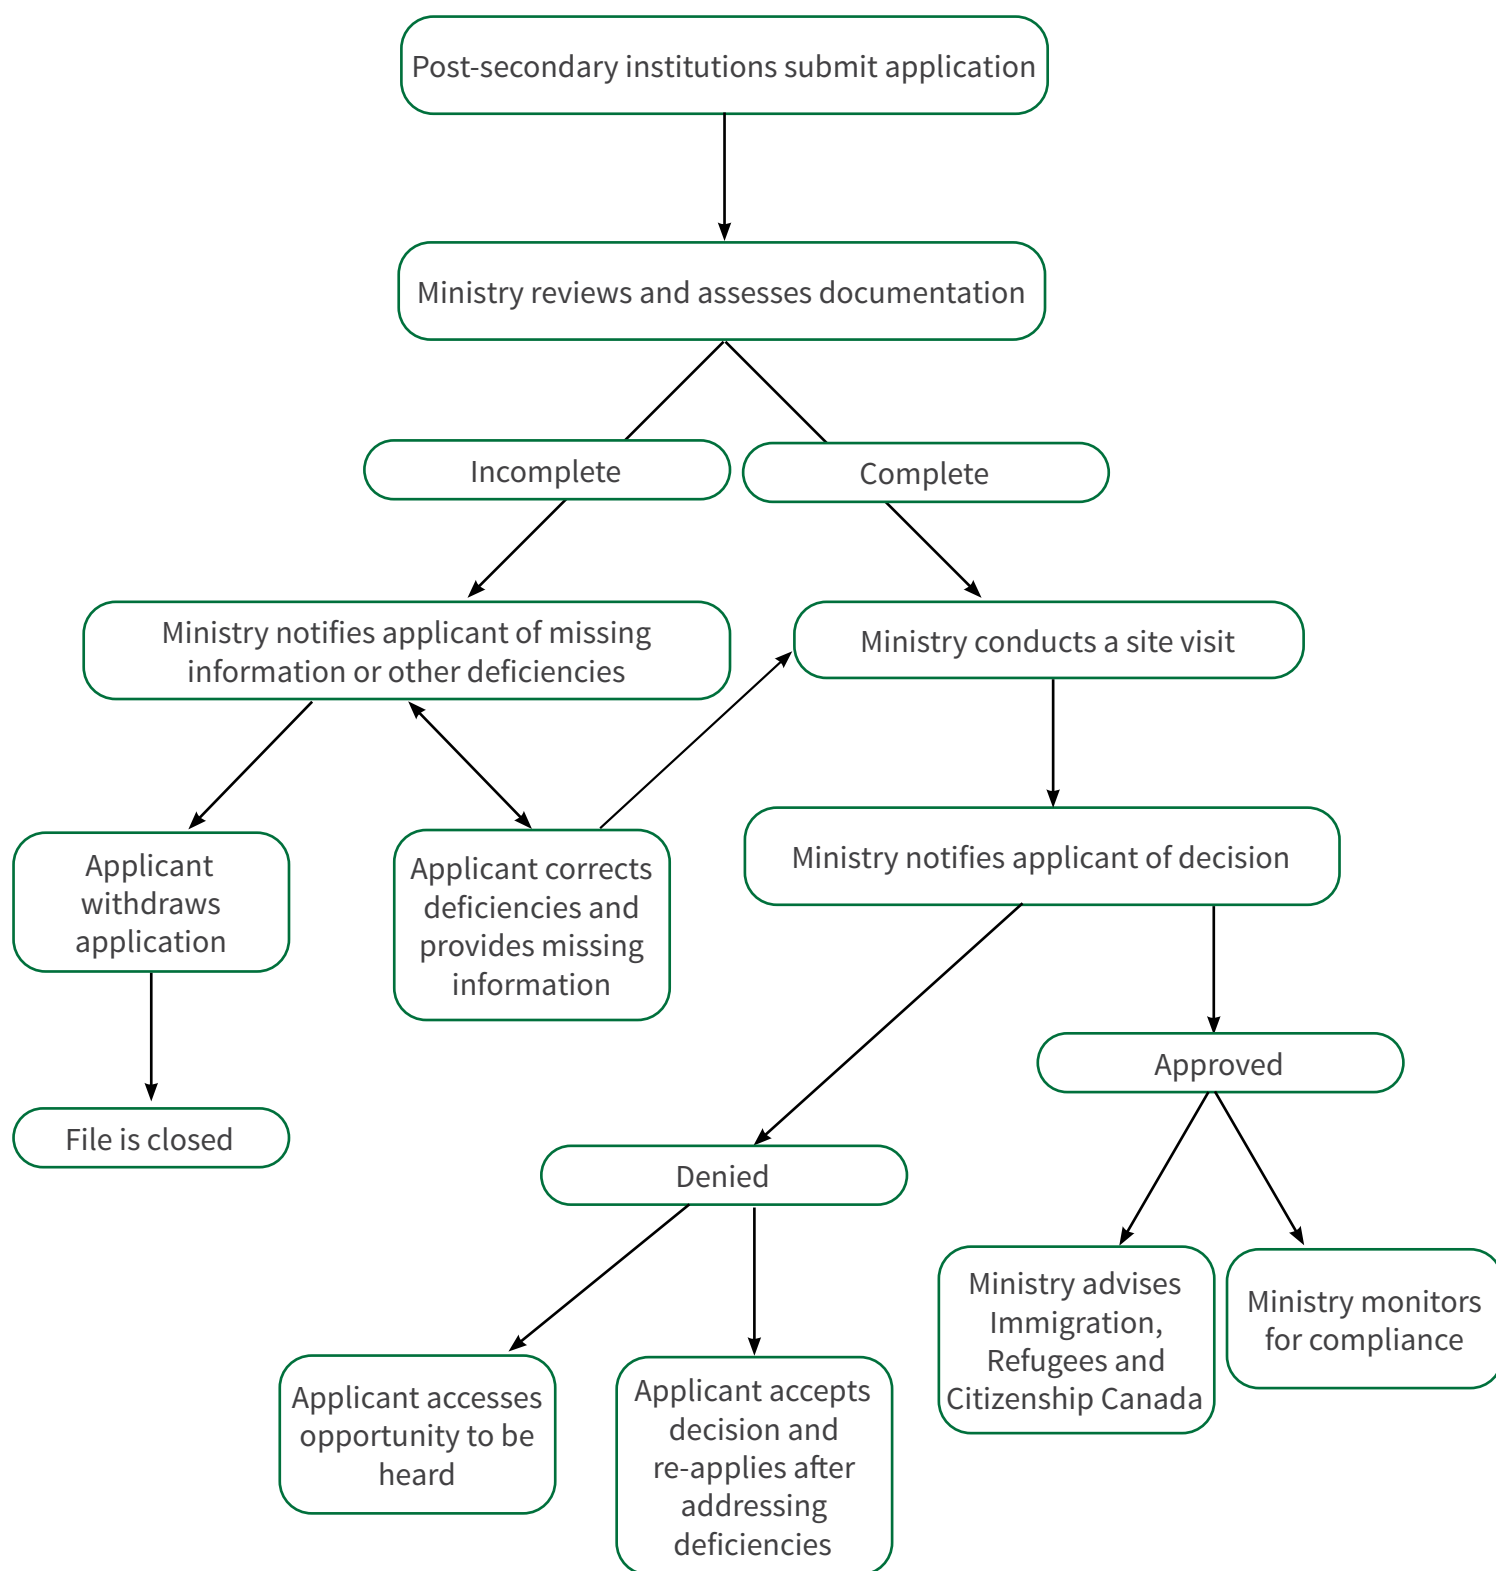 Post-secondary institutions submit application
Ministry reviews and assesses documentation
Incomplete
Complete
Ministry notifies applicant of missing
information or other deficiencies
Ministry conducts a site visit
Applicant
withdraws
application
Applicant corrects
deficiencies and
provides missing
information
Ministry notifies applicant of decision
File is closed
Approved
Denied
Ministry advises
Immigration,
Refugees and
Citizenship Canada
Ministry monitors
for compliance
Applicant accesses
opportunity to be
heard
Applicant accepts
decision and
re-applies after
addressing
deficiencies